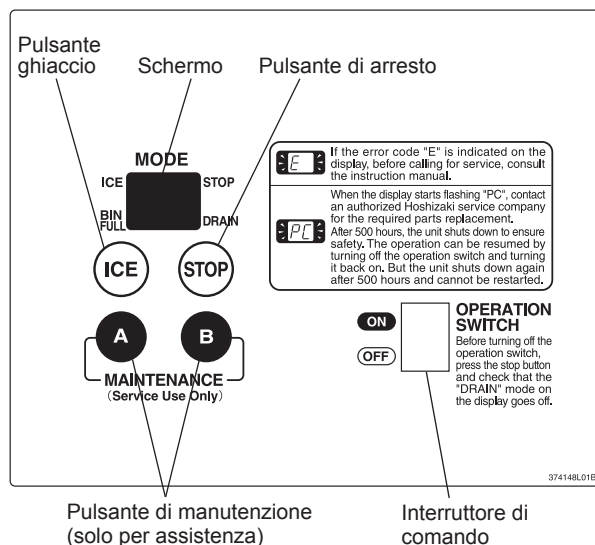 Pulsante
ghiaccio
Schermo
Pulsante di arresto
MODE
ICE
STOP
BIN
FULL
DRAIN
ICE
STOP
A
B
MAINTENANCE
(Service Use Only)
E
If the error code "E" is indicated on the
display, before calling for service, consult
the instruction manual.
PC
When the display starts flashing "PC", contact
an authorized Hoshizaki service company
for the required parts replacement.
After 500 hours, the unit shuts down to ensure
safety. The operation can be resumed by
turning off the operation switch and turning
it back on. But the unit shuts down again
after 500 hours and cannot be restarted.
ON
OFF
OPERATION
SWITCH
Before turning off the
operation switch,
press the stop button
and check that the
"DRAIN" mode on
the display goes off.
374148L01B
Pulsante di manutenzione
(solo per assistenza)
Interruttore di
comando